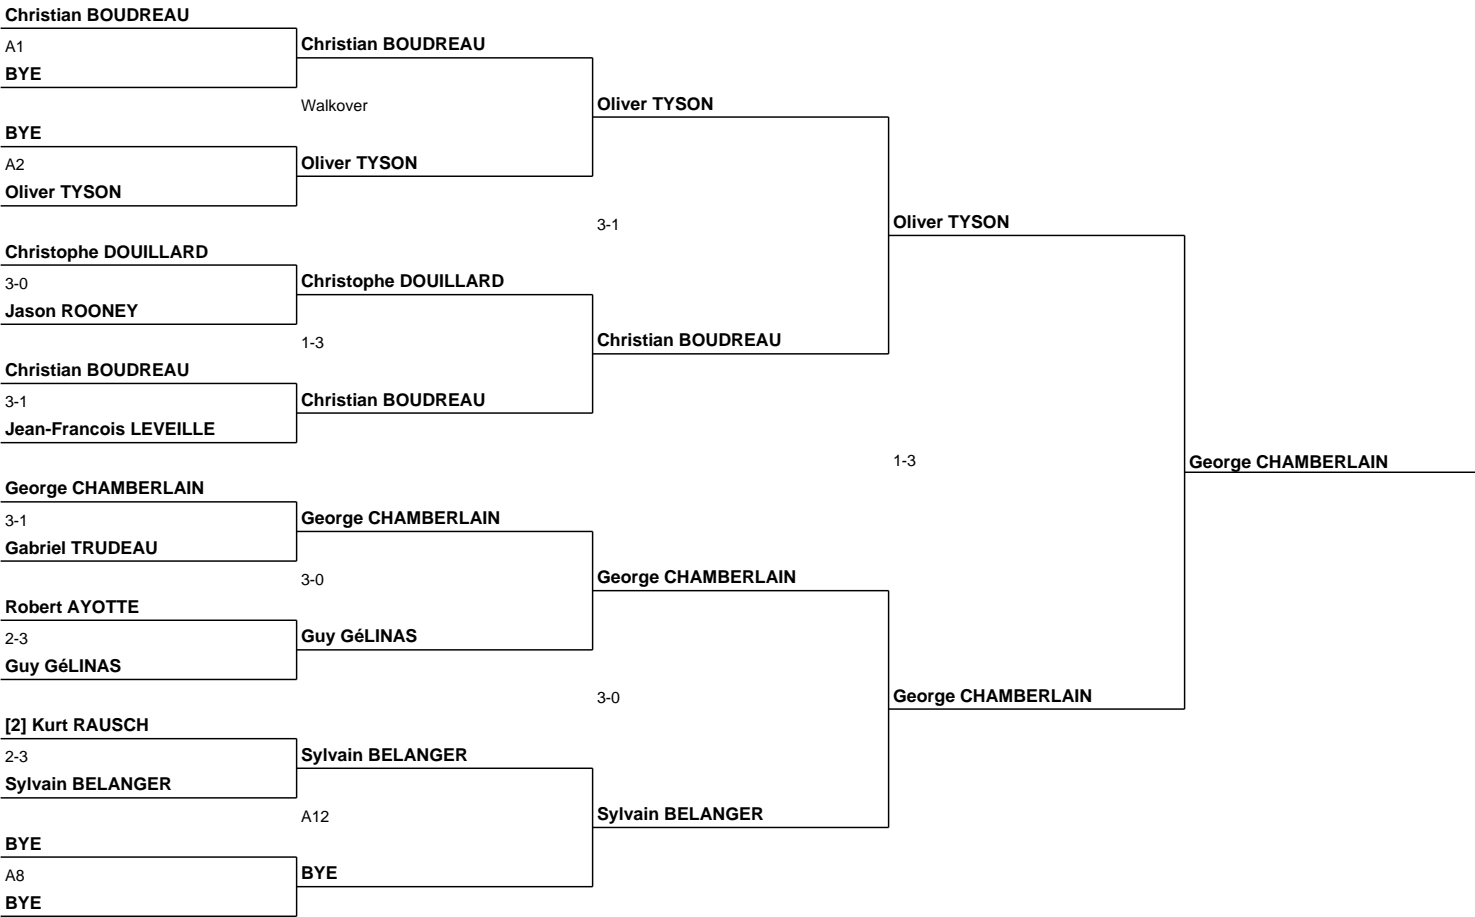 Christian BOUDREAU
A1
Christian BOUDREAU
BYE
Walkover
Oliver TYSON
BYE
A2
Oliver TYSON
Oliver TYSON
3-1
Oliver TYSON
Christophe DOUILLARD
3-0
Christophe DOUILLARD
Jason ROONEY
1-3
Christian BOUDREAU
Christian BOUDREAU
3-1
Christian BOUDREAU
Jean-Francois LEVEILLE
1-3
George CHAMBERLAIN
George CHAMBERLAIN
3-1
George CHAMBERLAIN
Gabriel TRUDEAU
3-0
George CHAMBERLAIN
Robert AYOTTE
2-3
Guy GéLINAS
Guy GéLINAS
3-0
George CHAMBERLAIN
[2] Kurt RAUSCH
2-3
Sylvain BELANGER
Sylvain BELANGER
A12
Sylvain BELANGER
BYE
A8
BYE
BYE